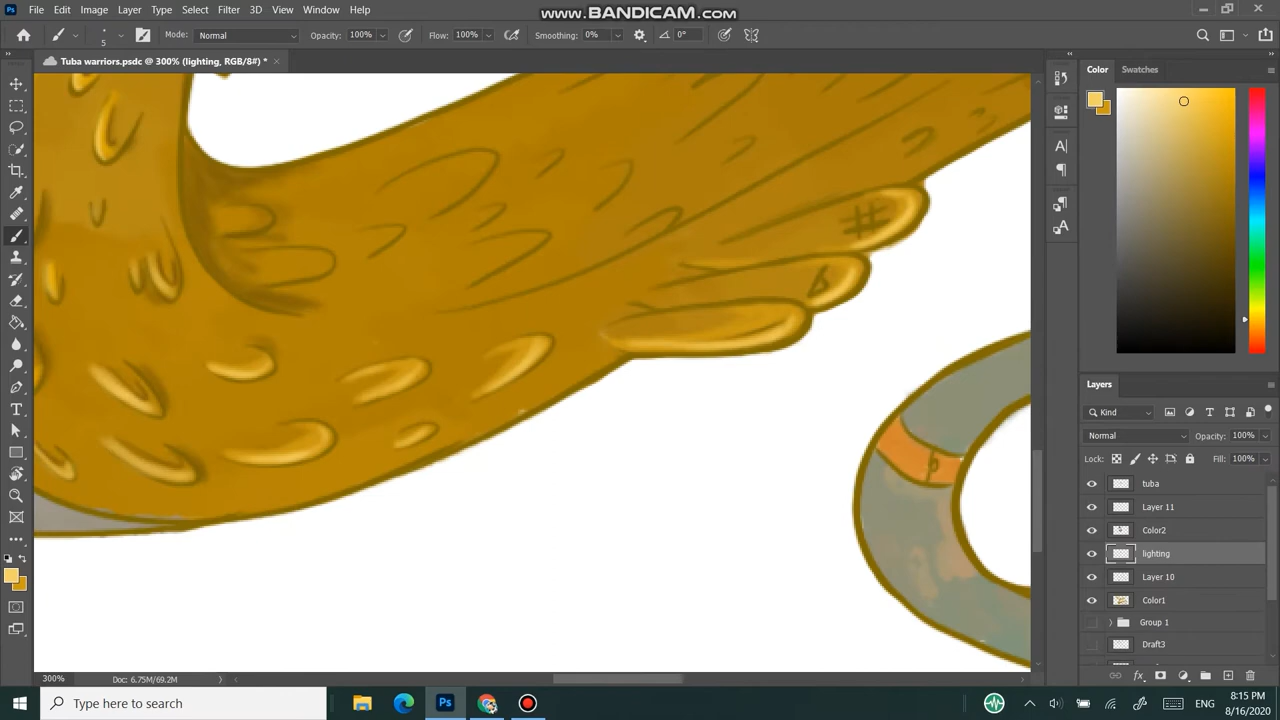 www.BANDICAM.com
Ps File Edit Image Layer Type Select Filter 3D View Window Help
5 Mode: Normal Opacity: 100% Flow: 100% Smoothing: 0% 0°
Tuba warriors.psdc @ 300% (lighting, RGB/8#) *
Color Swatches
Layers
Kind
Normal Opacity: 100%
Lock: Fill: 100%
tuba
Layer 11
Color2
lighting
Layer 10
Color1
Group 1
Draft3
300% Doc: 6.75M/69.2M
Type here to search
Ps
ENG
8:15 PM
8/16/2020